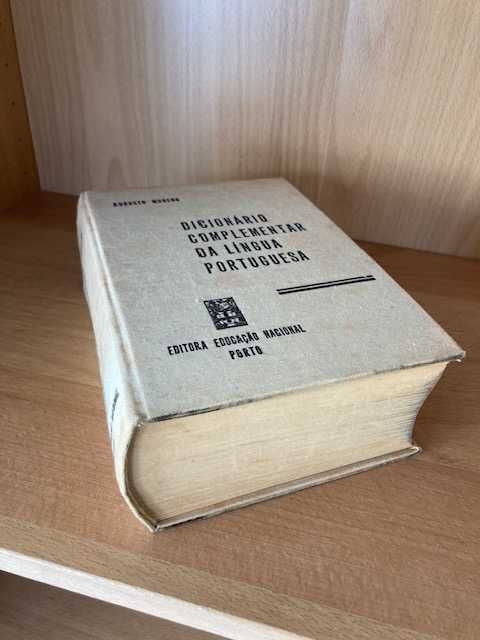 AUGUSTO MORENO
DICIONÁRIO
COMPLEMENTAR
DA LÍNGUA
PORTUGUESA
EDITORA EDUCAÇÃO NACIONAL
PORTO